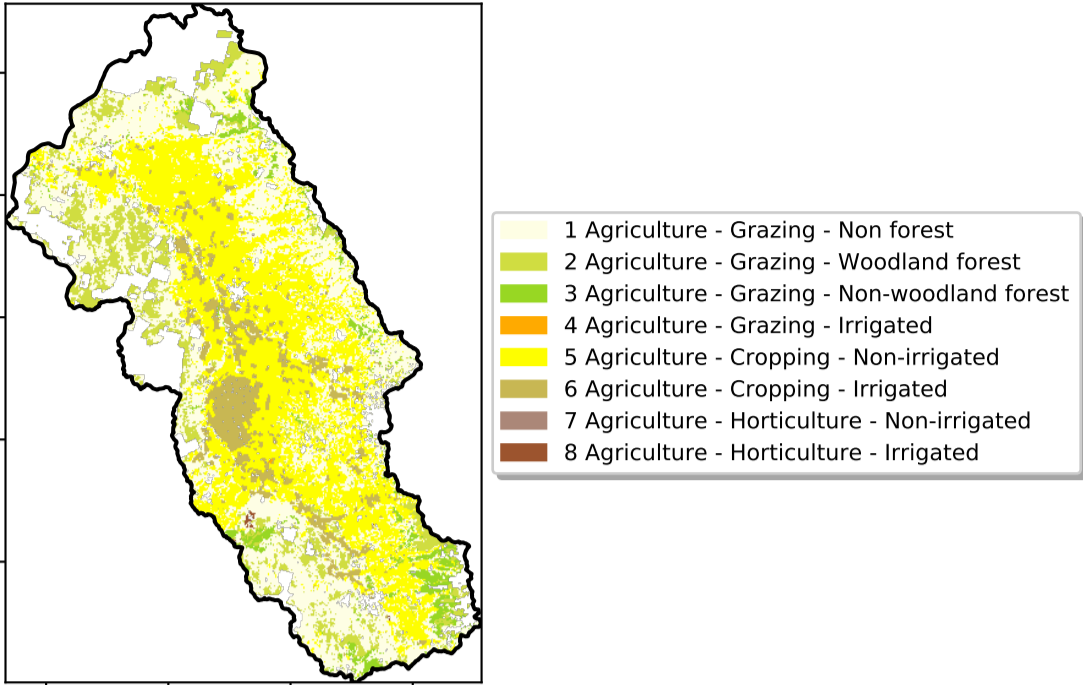 1 Agriculture - Grazing - Non forest
2 Agriculture - Grazing - Woodland forest
3 Agriculture - Grazing - Non-woodland forest
4 Agriculture - Grazing - Irrigated
5 Agriculture - Cropping - Non-irrigated
6 Agriculture - Cropping - Irrigated
7 Agriculture - Horticulture - Non-irrigated
8 Agriculture - Horticulture - Irrigated